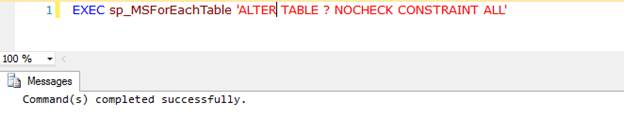 1 EXEC sp_MSForEachTable 'ALTER TABLE ? NOCHECK CONSTRAINT ALL'
100 %
Messages
Command(s) completed successfully.